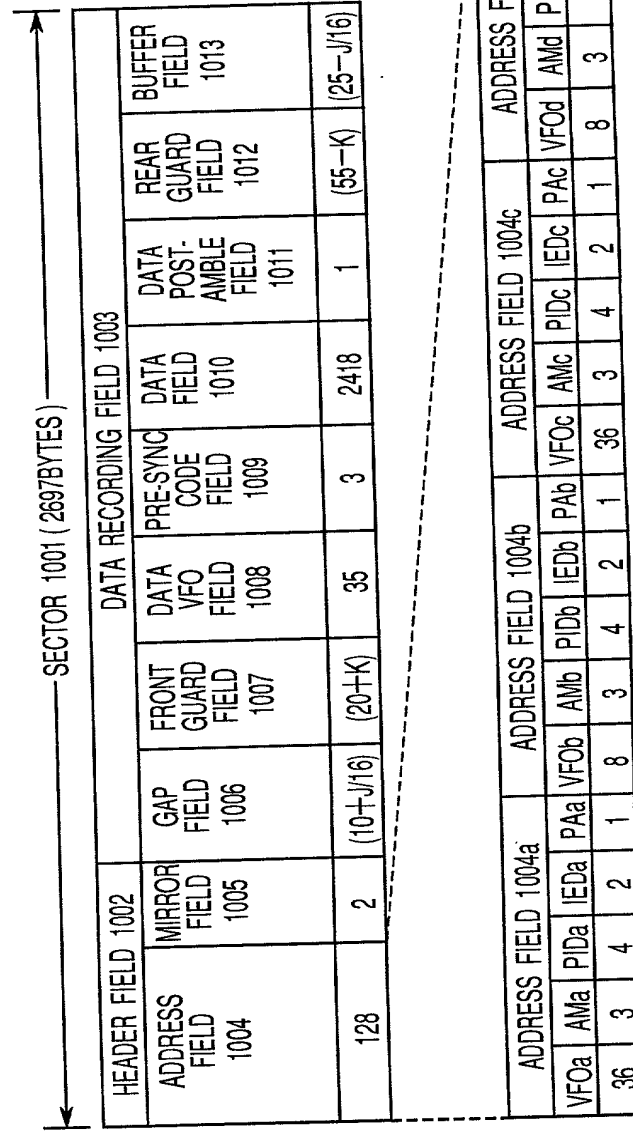 SECTOR 1001 ( 2697BYTES )
HEADER FIELD 1002 DATA RECORDING FIELD 1003
ADDRESS FIELD 1004
MIRROR FIELD 1005
GAP FIELD 1006
FRONT GUARD FIELD 1007
DATA VFO FIELD 1008
PRE-SYNC CODE FIELD 1009
DATA FIELD 1010
DATA POST-AMBLE FIELD 1011
REAR GUARD FIELD 1012
BUFFER FIELD 1013
128 2 (10+J/16) (20+K) 35 3 2418 1 (55-K) (25-J/16)
ADDRESS FIELD 1004a ADDRESS FIELD 1004b ADDRESS FIELD 1004c ADDRESS F
VFOa AMa PIDa IEDa PAa VFOb AMb PIDb IEDb PAb VFOc AMc PIDc IEDc PAc VFOd AMd P
36 3 4 2 1 8 3 4 2 1 36 3 4 2 1 8 3